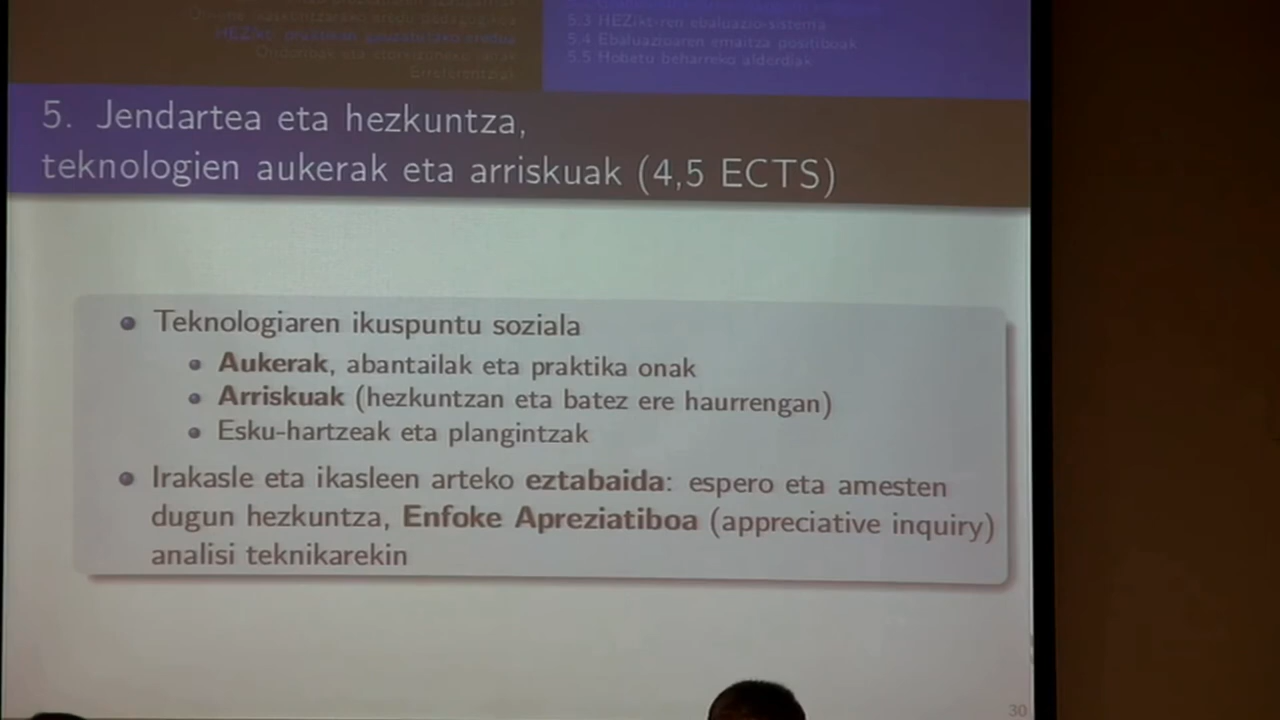 HEZikt:
5.3 HEZikt-ren ebaluazio-sistema
5.4 Ebaluazioaren emaitza positiboak
5.5 Hobetu beharreko alderdiak
5. Jendartea eta hezkuntza,
teknologien aukerak eta arriskuak (4,5 ECTS)
Teknologiaren ikuspuntu soziala
Aukerak, abantailak eta praktika onak
Arriskuak (hezkuntzan eta batez ere haurrengan)
Esku-hartzeak eta plangintzak
Irakasle eta ikasleen arteko eztabaida: espero eta amesten
dugun hezkuntza, Enfoke Apreziatiboa (appreciative inquiry)
analisi teknikarekin
30